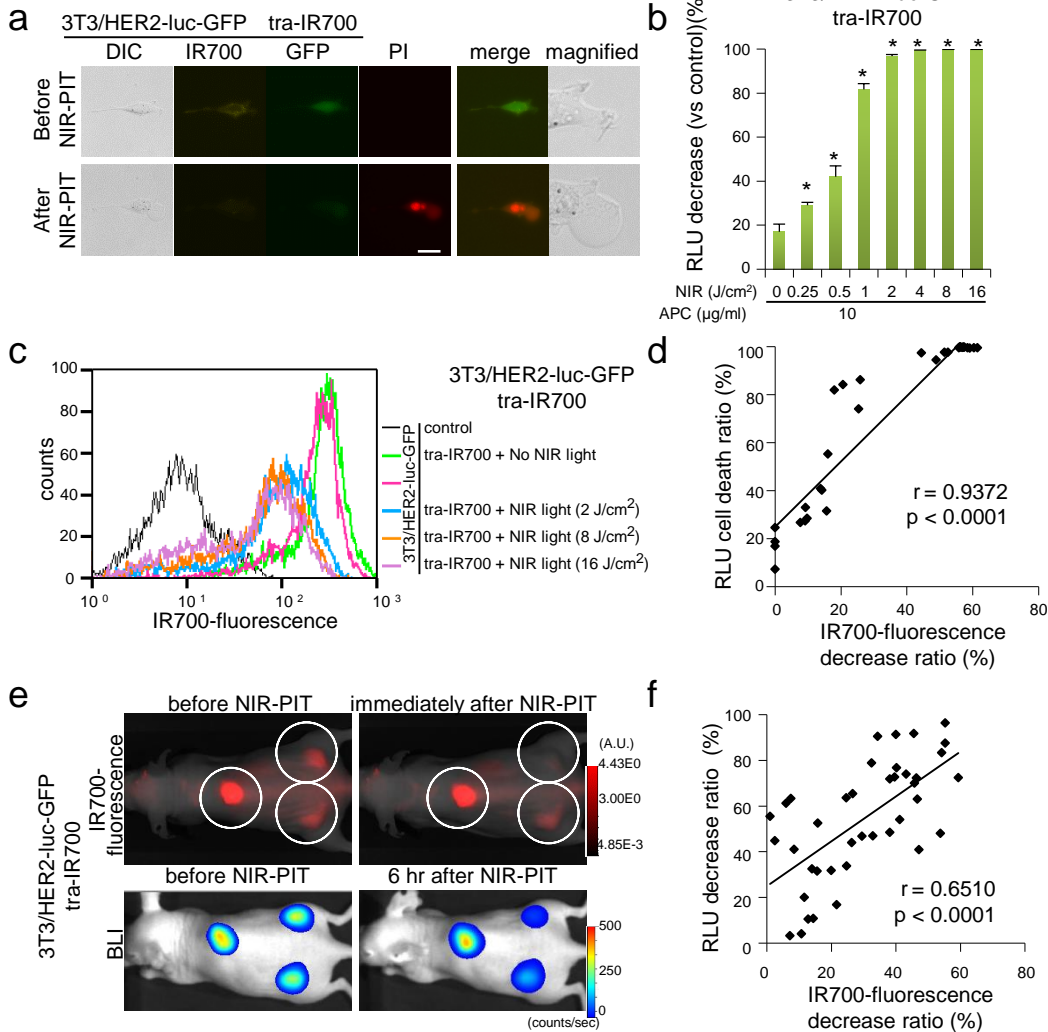 a
3T3/HER2-luc-GFP tra-IR700
DIC IR700 GFP PI merge magnified
Before
NIR-PIT
After
NIR-PIT
b
tra-IR700
RLU decrease (vs control)(%)
100
80
60
40
20
0
* * * * * * *
NIR (J/cm²) 0 0.25 0.5 1 2 4 8 16
APC (µg/ml) 10
c
3T3/HER2-luc-GFP
tra-IR700
counts
100
80
60
40
20
0
10⁰ 10¹ 10² 10³
IR700-fluorescence
3T3/HER2-luc-GFP
control
tra-IR700 + No NIR light
tra-IR700 + NIR light (2 J/cm²)
tra-IR700 + NIR light (8 J/cm²)
tra-IR700 + NIR light (16 J/cm²)
d
RLU cell death ratio (%)
100
80
60
40
20
0
r = 0.9372
p < 0.0001
0 20 40 60 80
IR700-fluorescence
decrease ratio (%)
e
3T3/HER2-luc-GFP
tra-IR700
before NIR-PIT immediately after NIR-PIT
IR700-
fluorescence
(A.U.)
4.43E0
3.00E0
4.85E-3
before NIR-PIT 6 hr after NIR-PIT
BLI
500
250
0
(counts/sec)
f
RLU decrease ratio (%)
100
80
60
40
20
0
r = 0.6510
p < 0.0001
0 20 40 60 80
IR700-fluorescence
decrease ratio (%)